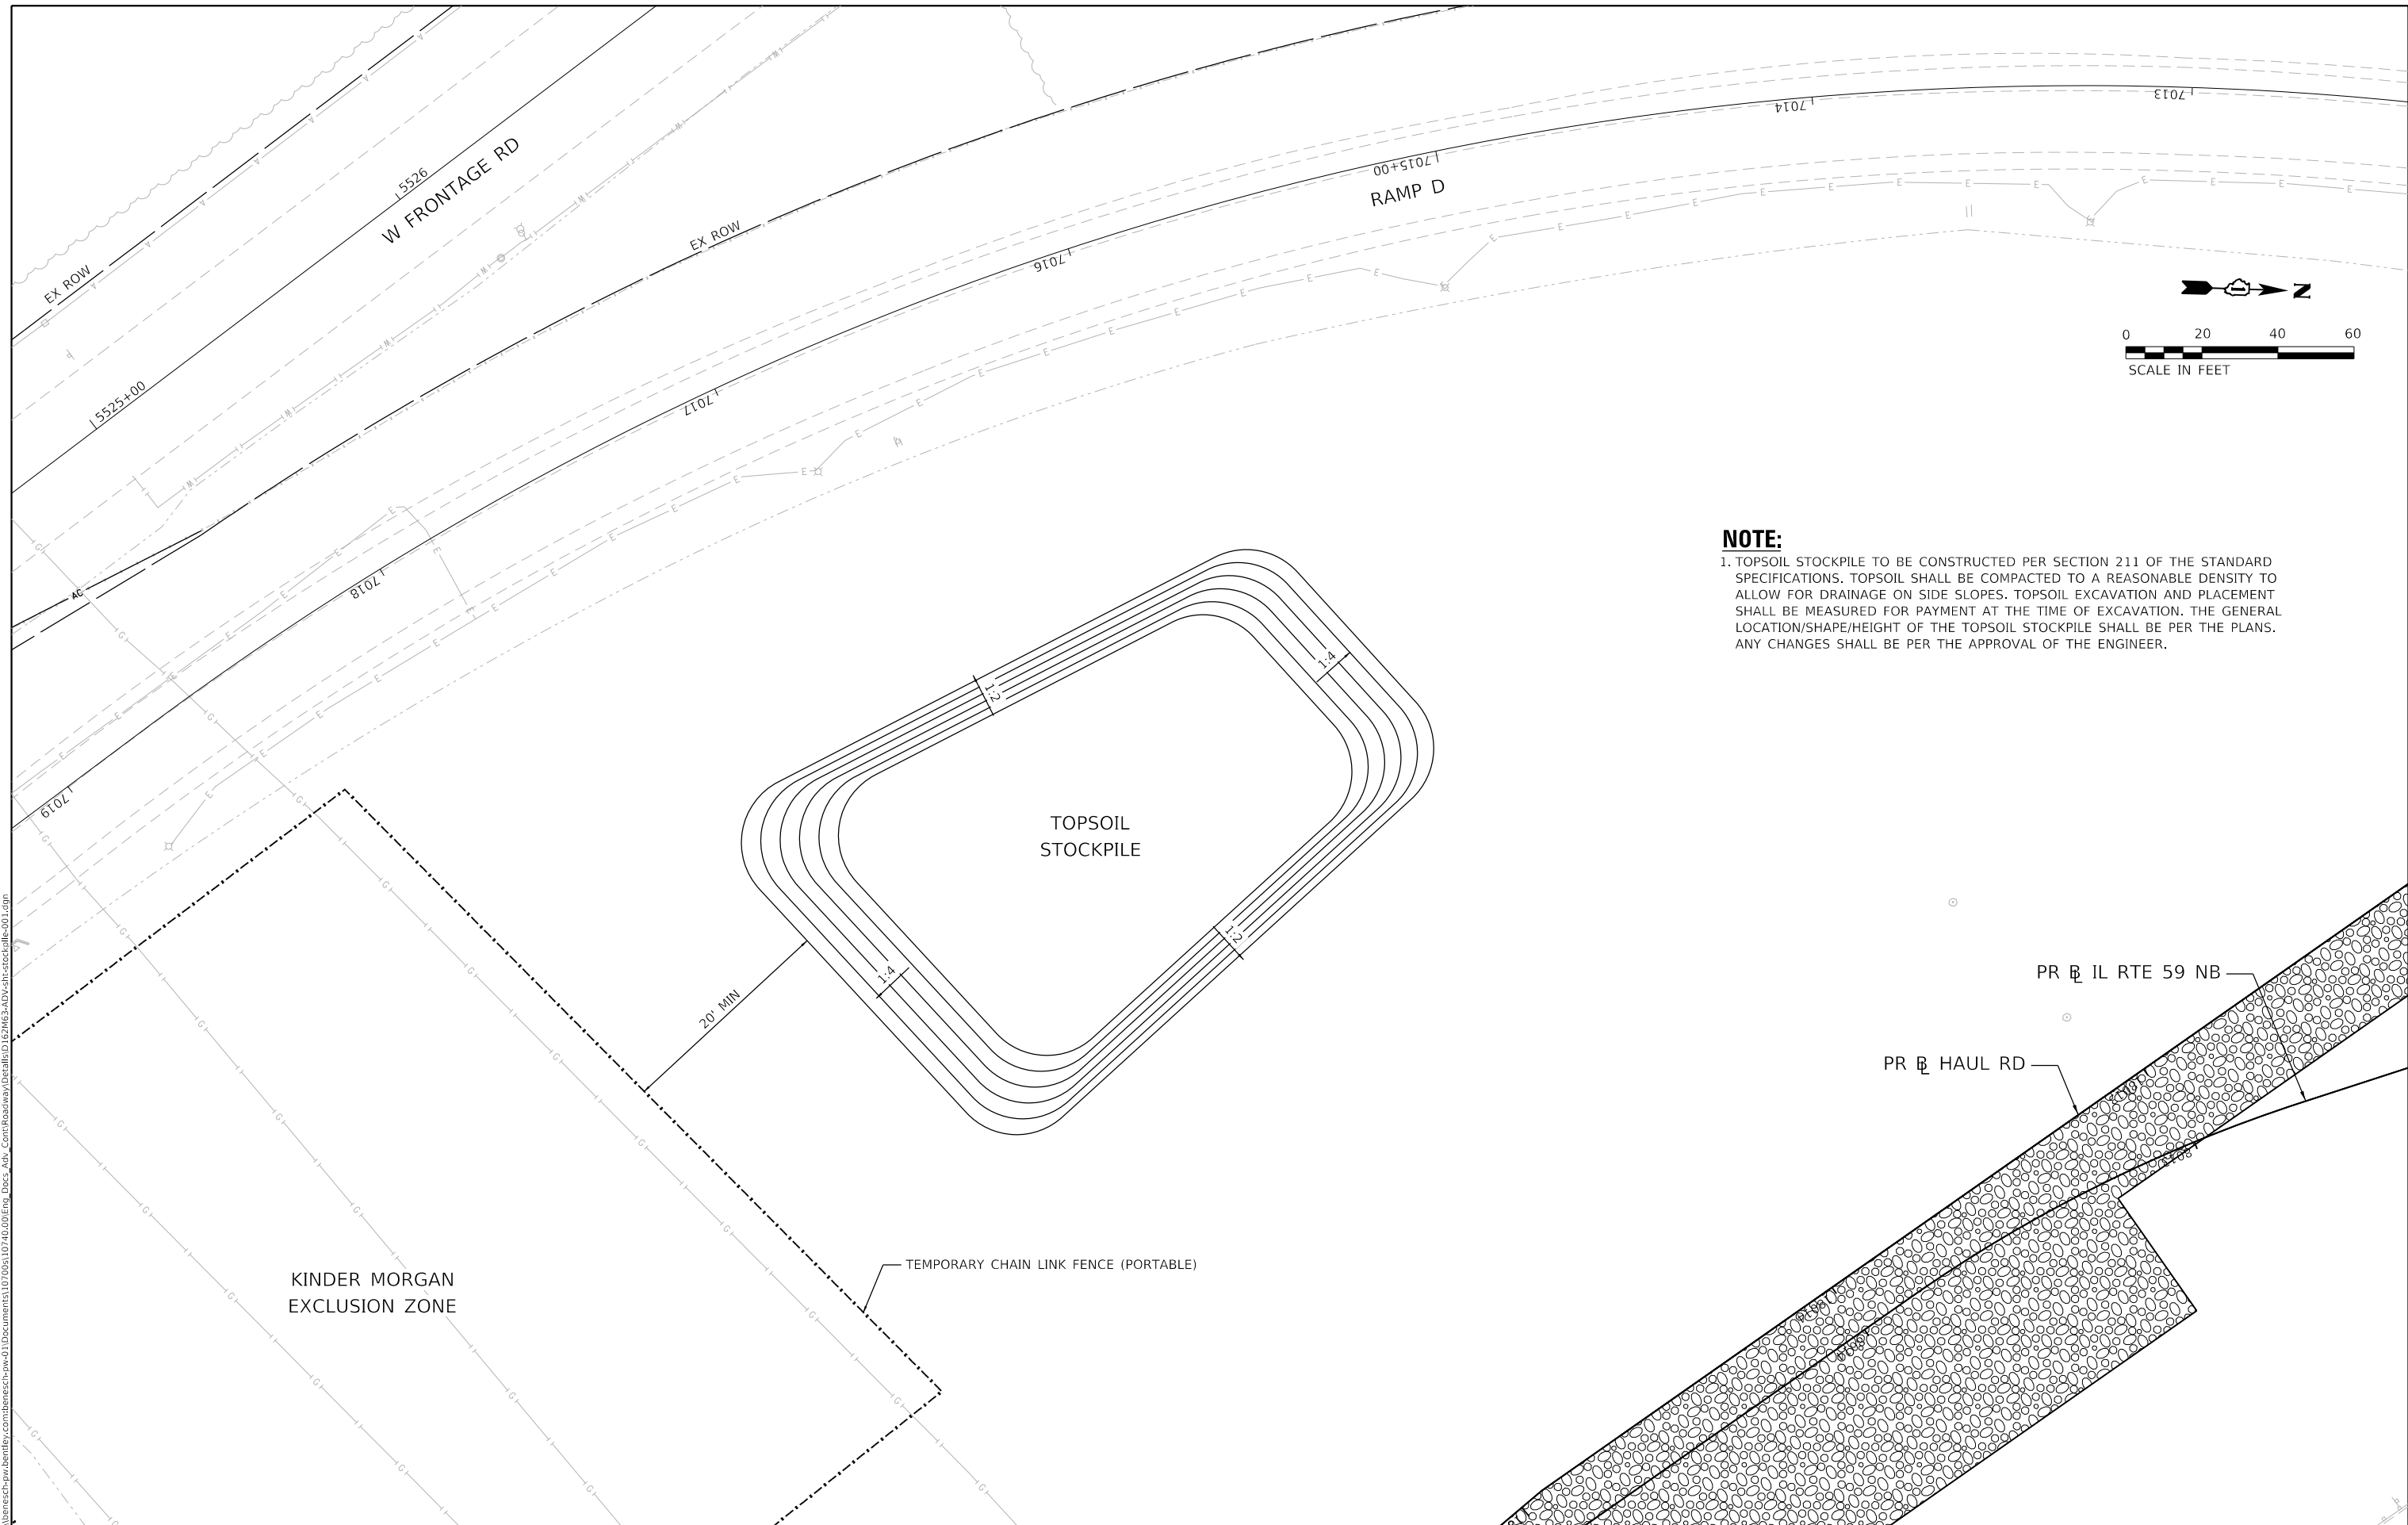 7013
7014
7015+00
RAMP D
7016
7017
7018
7019
5526
W FRONTAGE RD
EX ROW
EX ROW
5525+00
AC
N
0 20 40 60
SCALE IN FEET
NOTE:
1. TOPSOIL STOCKPILE TO BE CONSTRUCTED PER SECTION 211 OF THE STANDARD
SPECIFICATIONS. TOPSOIL SHALL BE COMPACTED TO A REASONABLE DENSITY TO
ALLOW FOR DRAINAGE ON SIDE SLOPES. TOPSOIL EXCAVATION AND PLACEMENT
SHALL BE MEASURED FOR PAYMENT AT THE TIME OF EXCAVATION. THE GENERAL
LOCATION/SHAPE/HEIGHT OF THE TOPSOIL STOCKPILE SHALL BE PER THE PLANS.
ANY CHANGES SHALL BE PER THE APPROVAL OF THE ENGINEER.
1:2
1:4
TOPSOIL
STOCKPILE
1:2
1:4
20' MIN
PR BL IL RTE 59 NB
PR BL HAUL RD
TEMPORARY CHAIN LINK FENCE (PORTABLE)
KINDER MORGAN
EXCLUSION ZONE